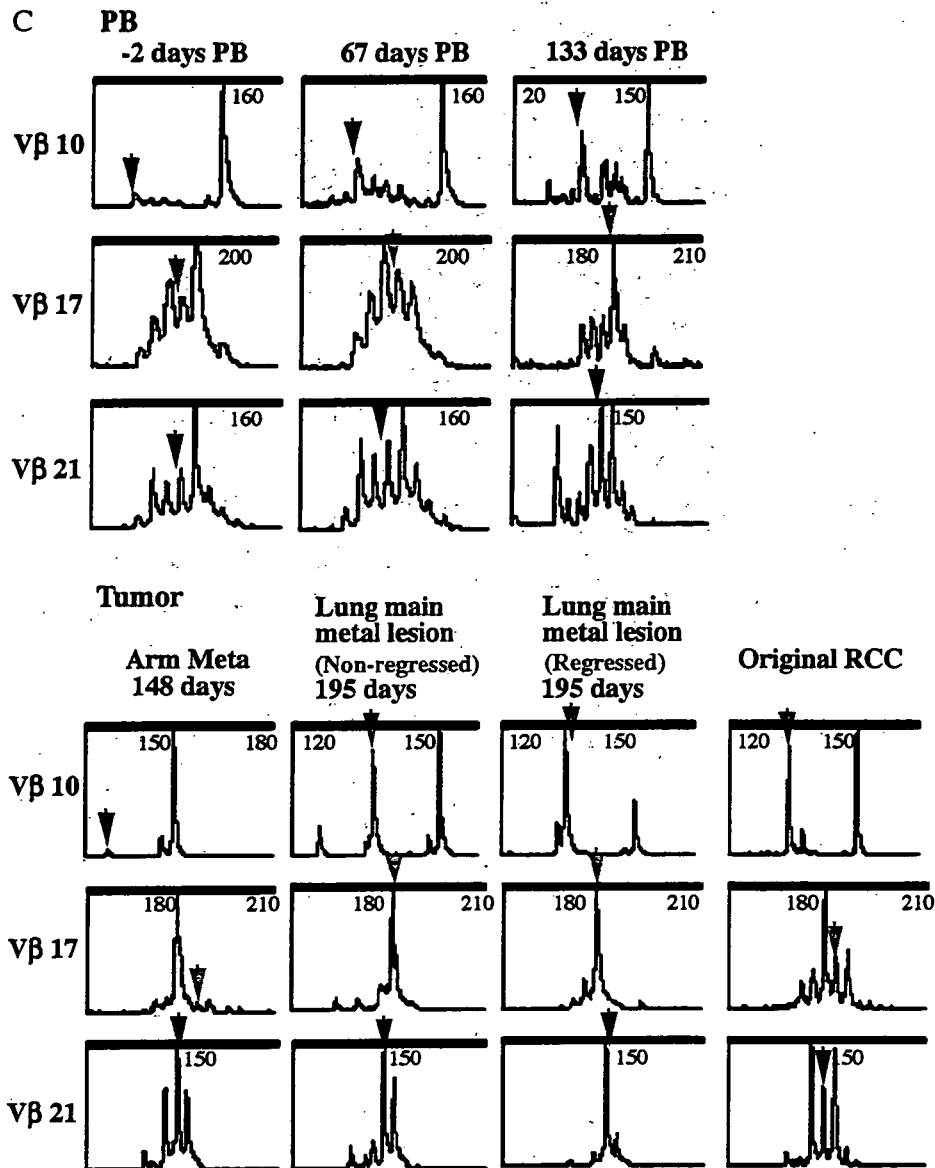 C PB
-2 days PB 67 days PB 133 days PB
Vβ 10 160 160 20 150
Vβ 17 200 200 180 210
Vβ 21 160 160 150
Tumor
Arm Meta
148 days
Lung main
metal lesion
(Non-regressed)
195 days
Lung main
metal lesion
(Regressed)
195 days
Original RCC
Vβ 10 150 180 120 150 120 150 120 150
Vβ 17 180 210 180 210 180 210 180 210
Vβ 21 150 150 150 150